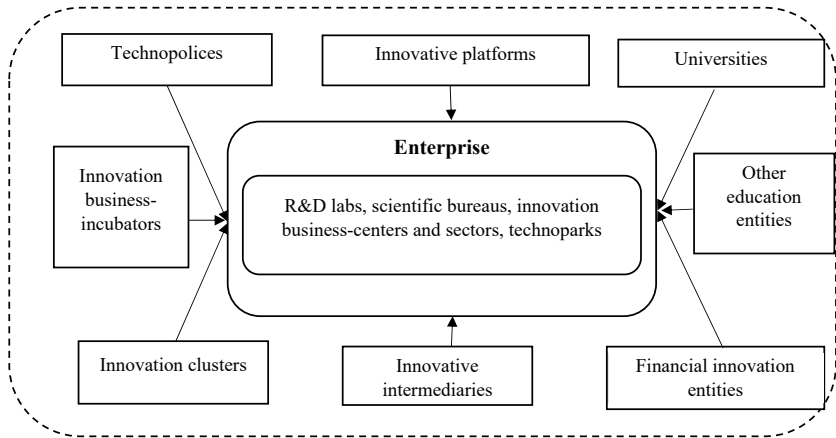 Technopolices
Innovative platforms
Universities
Enterprise
Innovation
business-
incubators
R&D labs, scientific bureaus, innovation
business-centers and sectors, technoparks
Other
education
entities
Innovation clusters
Innovative
intermediaries
Financial innovation
entities